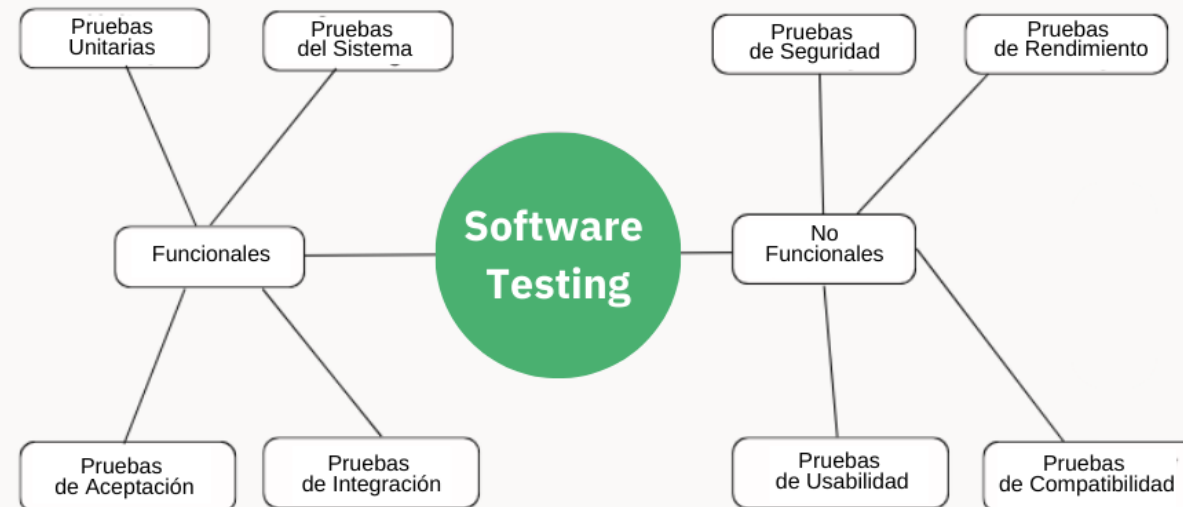 Pruebas
Unitarias
Pruebas
del Sistema
Pruebas
de Seguridad
Pruebas
de Rendimiento
Software
Testing
Funcionales
No
Funcionales
Pruebas
de Aceptación
Pruebas
de Integración
Pruebas
de Usabilidad
Pruebas
de Compatibilidad